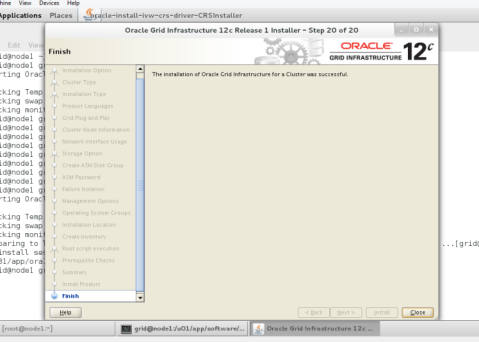 hine View Devices Help
Applications Places oracle-install-ivw-crs-driver-CRSInstaller
Oracle Grid Infrastructure 12c Release 1 Installer - Step 20 of 20
Edit View
Finish
ORACLE
GRID INFRASTRUCTURE 12c
The installation of Oracle Grid Infrastructure for a Cluster was successful.
Installation Option
Cluster Type
Installation Type
Product Languages
Grid Plug and Play
Cluster Node Information
Network Interface Usage
Storage Option
Create ASM Disk Group
ASM Password
Failure Isolation
Management Options
Operating System Groups
Installation Location
Create Inventory
Root script execution
Prerequisite Checks
Summary
Install Product
Finish
id@node1
id@node1 g
rting Orac
cking Temp
cking swap
cking moni
id@node1 g
id@node1 g
id@node1 g
id@node1 g
id@node1 g
id@node1 g
id@node1 g
rting Orac
cking Temp
cking swap
cking moni
paring to
...[grid@
install se
01/app/ora
id@node1 g
Help
< Back
Next >
Install
Close
[root@node1:~]
grid@node1:/u01/app/software/...
Oracle Grid Infrastructure 12c ...